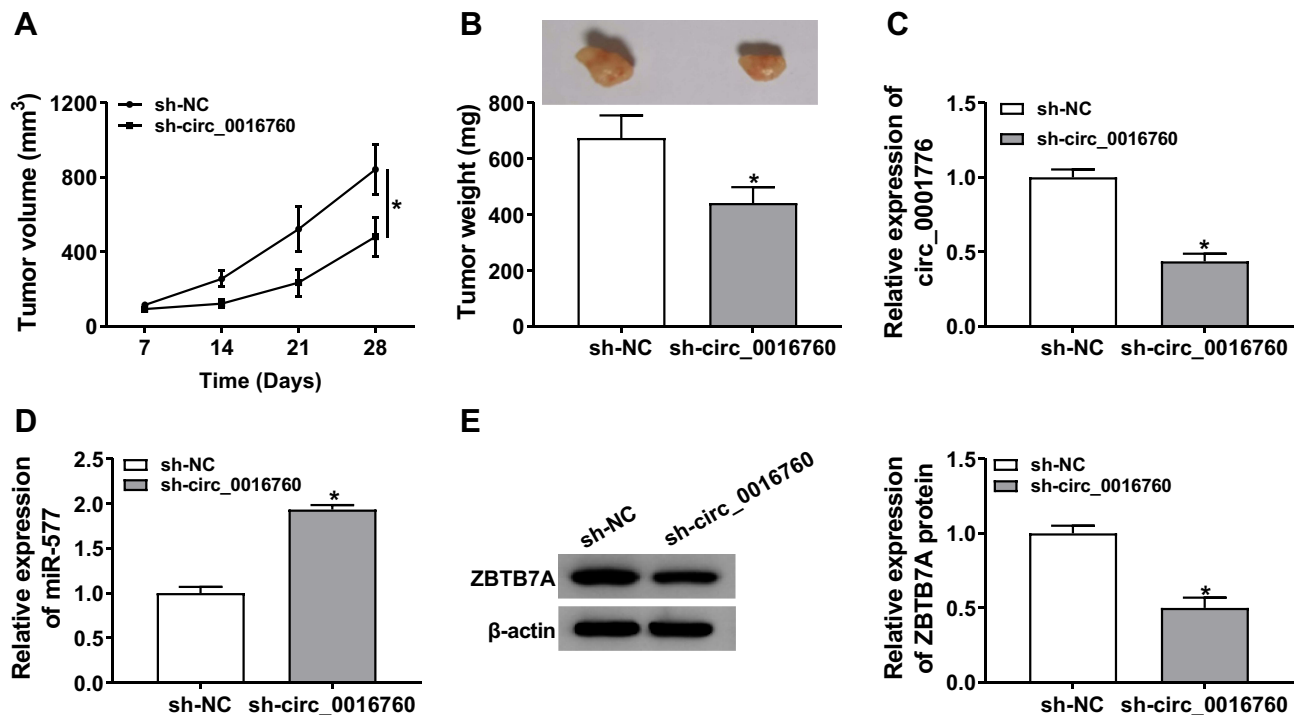 A
Tumor volume (mm³)
1200
800
400
0
sh-NC
sh-circ_0016760
*
7 14 21 28
Time (Days)
B
Tumor weight (mg)
800
600
400
200
0
*
sh-NC sh-circ_0016760
C
Relative expression of
circ_0001776
1.5
1.0
0.5
0.0
sh-NC
sh-circ_0016760
*
sh-NC sh-circ_0016760
D
Relative expression
of miR-577
2.5
2.0
1.5
1.0
0.5
0.0
sh-NC
sh-circ_0016760
*
sh-NC sh-circ_0016760
E
sh-NC
sh-circ_0016760
ZBTB7A
β-actin
Relative expression
of ZBTB7A protein
1.5
1.0
0.5
0.0
sh-NC
sh-circ_0016760
*
sh-NC sh-circ_0016760